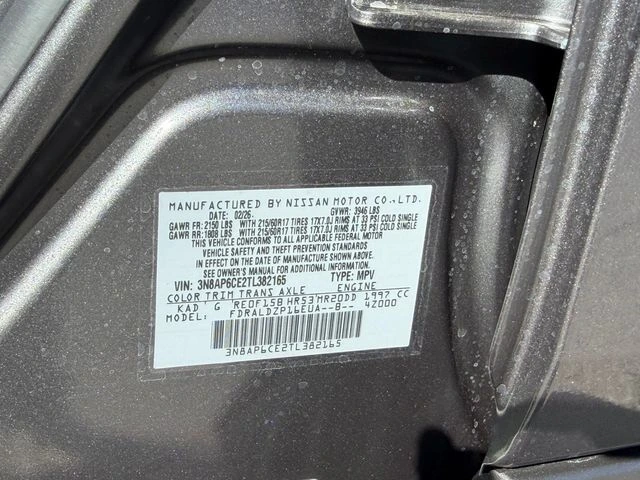 MANUFACTURED BY NISSAN MOTOR CO.,LTD.
DATE: 02/26. GVWR: 3946 LBS
GAWR FR: 2150 LBS WITH 215/60R17 TIRES 17X7.0J RIMS AT 33 PSI COLD SINGLE
GAWR RR: 1808 LBS WITH 215/60R17 TIRES 17X7.0J RIMS AT 33 PSI COLD SINGLE
THIS VEHICLE CONFORMS TO ALL APPLICABLE FEDERAL MOTOR
VEHICLE SAFETY STANDARDS
IN EFFECT ON THE DATE OF MANUFACTURE SHOWN ABOVE.
SEE OWNER'S MANUAL FOR ADDITIONAL INFORMATION.
VIN: 3N8AP6CE2TL382165 TYPE: MPV
COLOR TRIM TRANS AXLE ENGINE
KAD G RE0F15B HR53 MR20DD 1997 CC
MODEL: FDRALDZP16EUA--B-- 4Z000
3N8AP6CE2TL382165